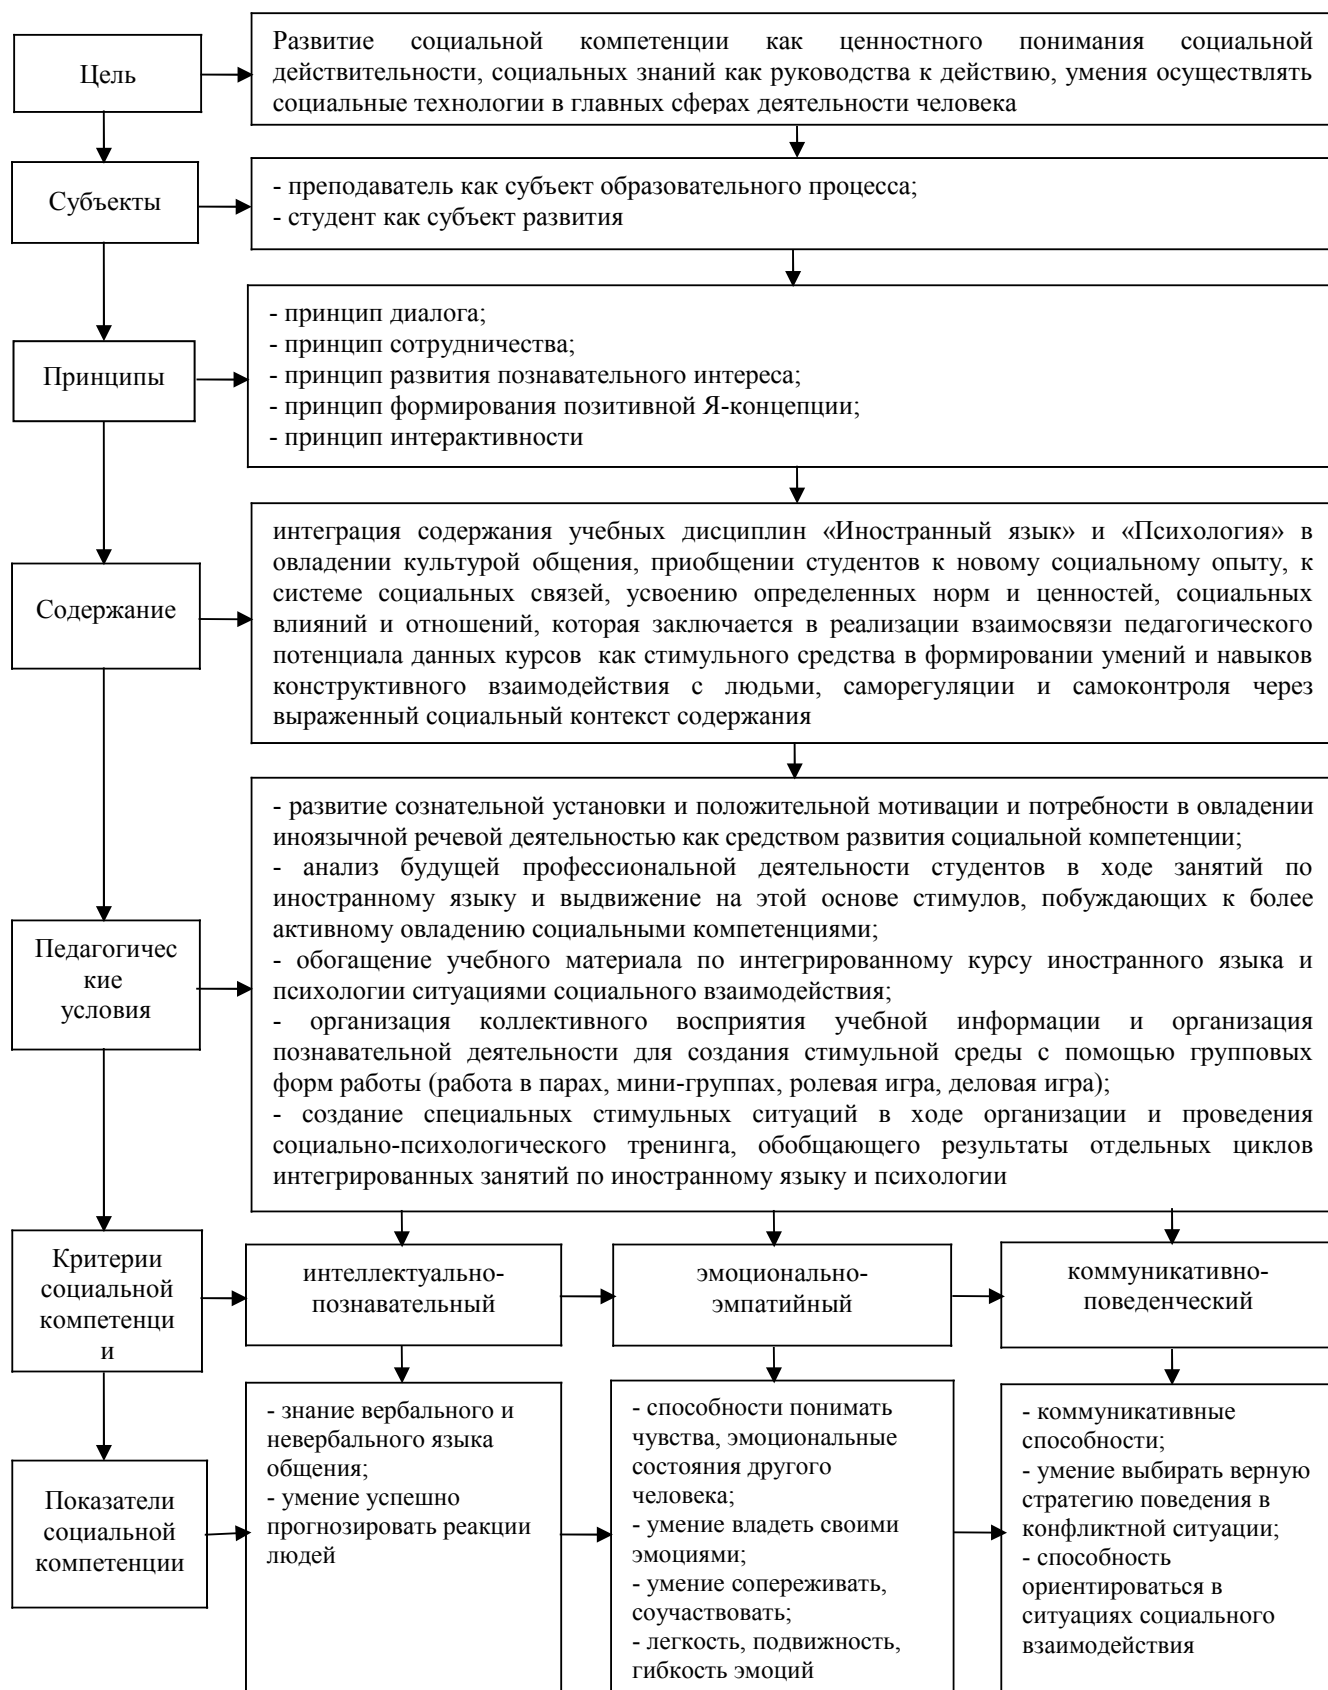 Цель
Развитие социальной компетенции как ценностного понимания социальной
действительности, социальных знаний как руководства к действию, умения осуществлять
социальные технологии в главных сферах деятельности человека
Субъекты
- преподаватель как субъект образовательного процесса;
- студент как субъект развития
Принципы
- принцип диалога;
- принцип сотрудничества;
- принцип развития познавательного интереса;
- принцип формирования позитивной Я-концепции;
- принцип интерактивности
Содержание
интеграция содержания учебных дисциплин «Иностранный язык» и «Психология» в
овладении культурой общения, приобщении студентов к новому социальному опыту, к
системе социальных связей, усвоению определенных норм и ценностей, социальных
влияний и отношений, которая заключается в реализации взаимосвязи педагогического
потенциала данных курсов как стимульного средства в формировании умений и навыков
конструктивного взаимодействия с людьми, саморегуляции и самоконтроля через
выраженный социальный контекст содержания
Педагогичес
кие
условия
- развитие сознательной установки и положительной мотивации и потребности в овладении
иноязычной речевой деятельностью как средством развития социальной компетенции;
- анализ будущей профессиональной деятельности студентов в ходе занятий по
иностранному языку и выдвижение на этой основе стимулов, побуждающих к более
активному овладению социальными компетенциями;
- обогащение учебного материала по интегрированному курсу иностранного языка и
психологии ситуациями социального взаимодействия;
- организация коллективного восприятия учебной информации и организация
познавательной деятельности для создания стимульной среды с помощью групповых
форм работы (работа в парах, мини-группах, ролевая игра, деловая игра);
- создание специальных стимульных ситуаций в ходе организации и проведения
социально-психологического тренинга, обобщающего результаты отдельных циклов
интегрированных занятий по иностранному языку и психологии
Критерии
социальной
компетенци
и
интеллектуально-
познавательный
эмоционально-
эмпатийный
коммуникативно-
поведенческий
Показатели
социальной
компетенции
- знание вербального и
невербального языка
общения;
- умение успешно
прогнозировать реакции
людей
- способности понимать
чувства, эмоциональные
состояния другого
человека;
- умение владеть своими
эмоциями;
- умение сопереживать,
соучаствовать;
- легкость, подвижность,
гибкость эмоций
- коммуникативные
способности;
- умение выбирать верную
стратегию поведения в
конфликтной ситуации;
- способность
ориентироваться в
ситуациях социального
взаимодействия